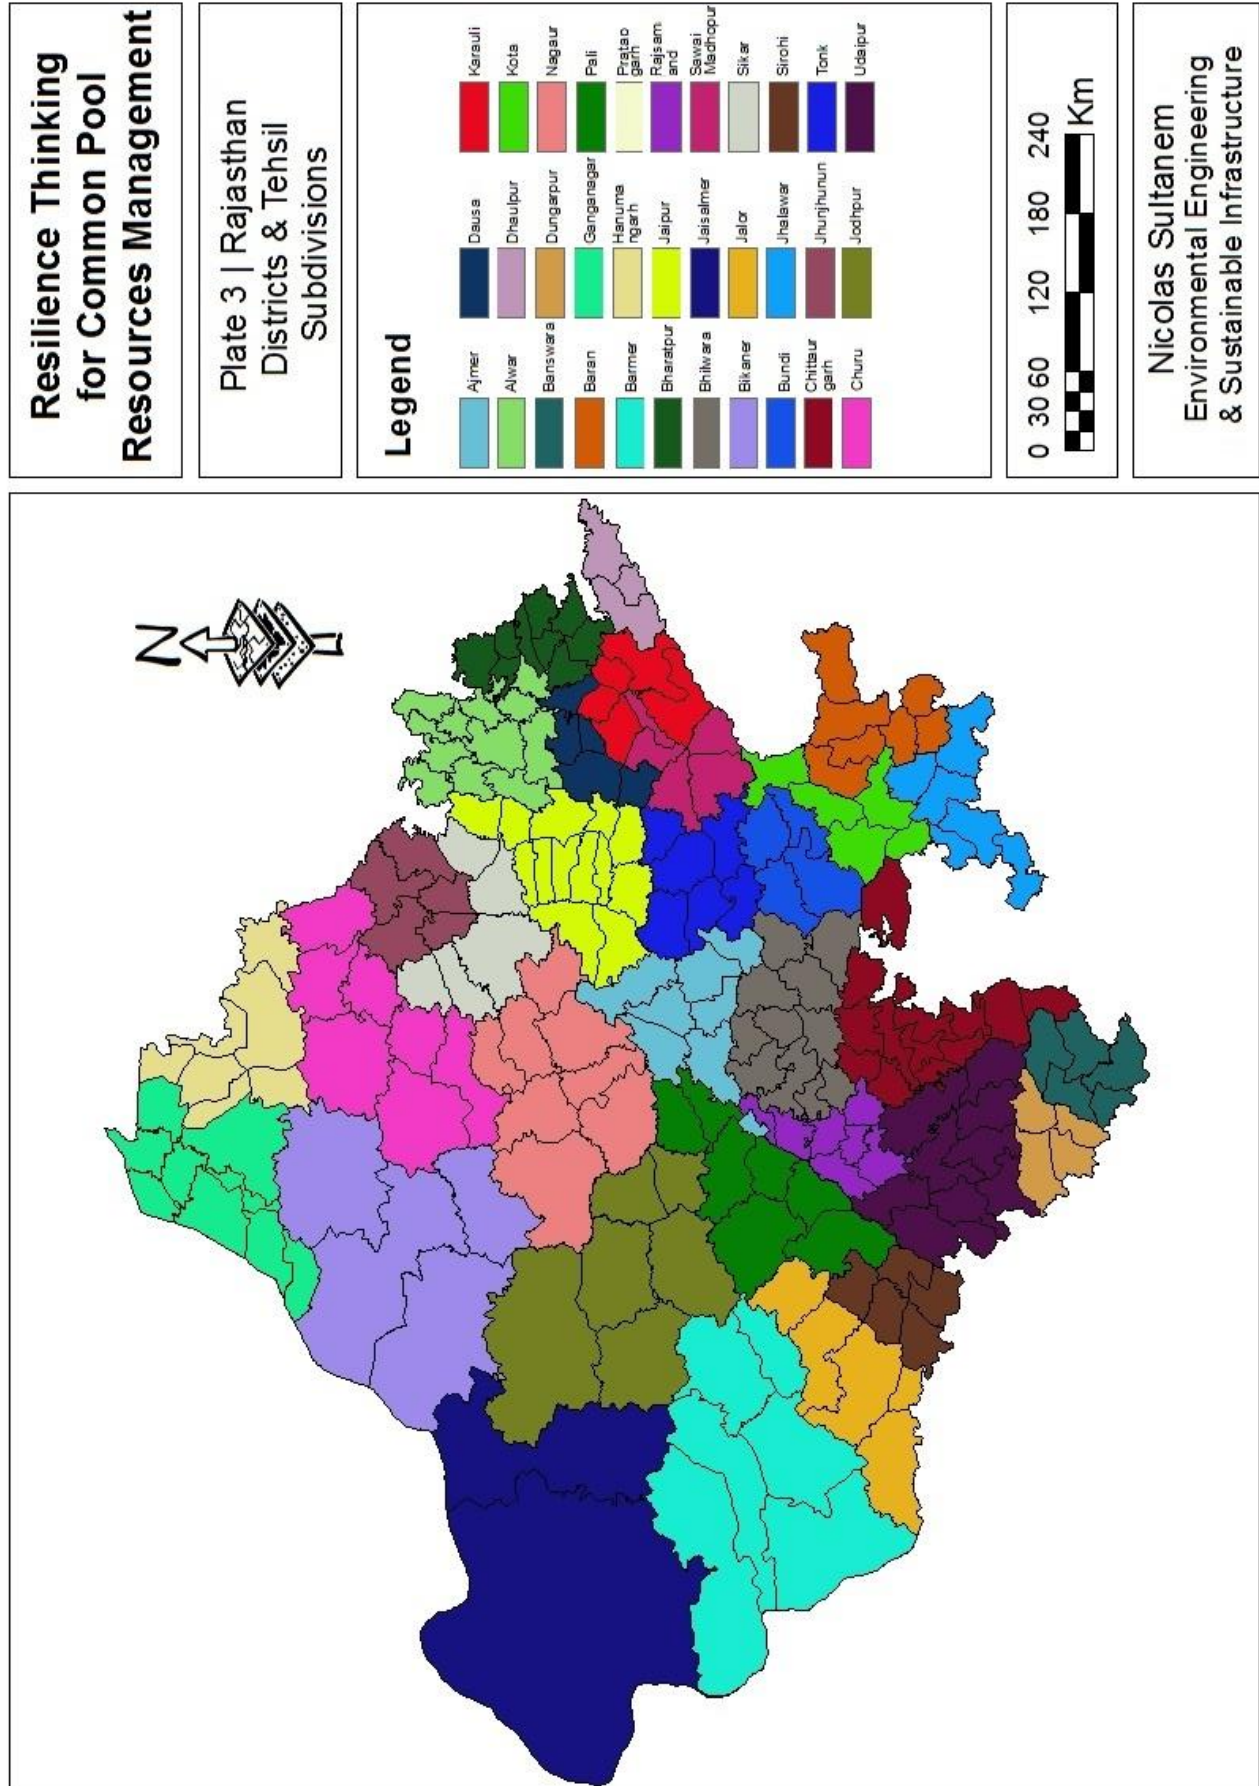 Resilience Thinking
for Common Pool
Resources Management
Plate 3 | Rajasthan
Districts & Tehsil
Subdivisions
Legend
Ajmer
Alwar
Banswara
Baran
Barmer
Bharatpur
Bhilwara
Bikaner
Bundi
Chittaur
garh
Churu
Dausa
Dhaulpur
Dungarpur
Ganganagar
Hanuma
ngarh
Jaipur
Jaisalmer
Jalor
Jhalawar
Jhunjhunun
Jodhpur
Karauli
Kota
Nagaur
Pali
Pratao
garh
Rajsam
and
Sawai
Madhopur
Sikar
Sirohi
Tonk
Udaipur
0 30 60 120 180 240
Km
Nicolas Sultanem
Environmental Engineering
& Sustainable Infrastructure
N